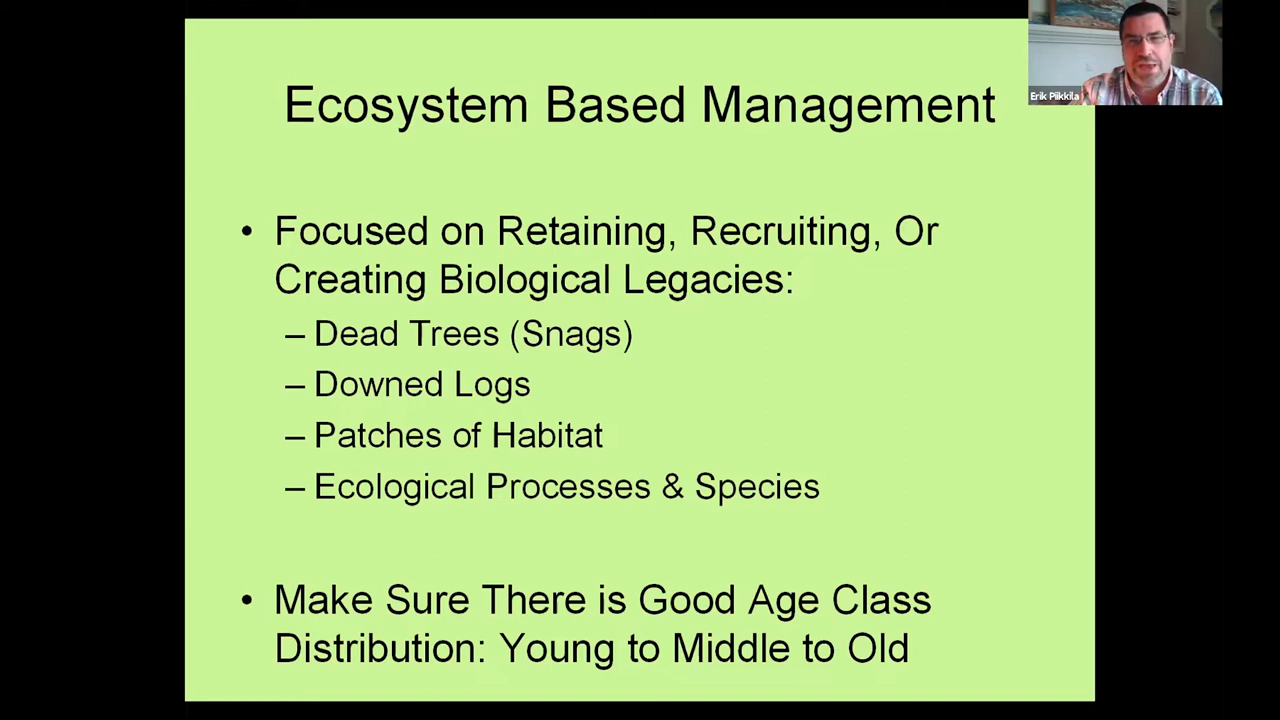 Ecosystem Based Management
Erik Piikkila
• Focused on Retaining, Recruiting, Or
Creating Biological Legacies:
– Dead Trees (Snags)
– Downed Logs
– Patches of Habitat
– Ecological Processes & Species
• Make Sure There is Good Age Class
Distribution: Young to Middle to Old